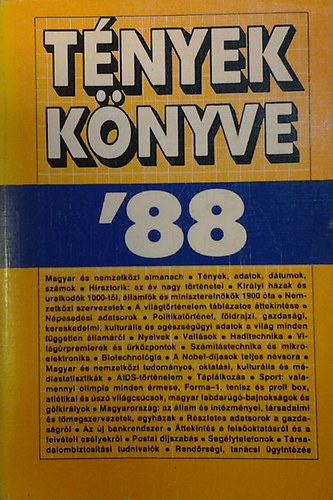 TÉNYEK
KÖNYVE
'88
Magyar és nemzetközi almanach • Tények, adatok, dátumok,
számok • Hírsztorik: az év nagy történetei • Királyi házak és
uralkodók 1000-től, államfők és miniszterelnökök 1900 óta • Nem-
zetközi szervezetek • A világtörténelem táblázatos áttekintése •
Népesedési adatsorok • Politikatörténet, földrajzi, gazdasági,
kereskedelmi, kulturális és egészségügyi adatok a világ minden
független államáról • Nyelvek • Vallások • Haditechnika • Vi-
lágűrpremierek és űrkozpontok • Számítástechnika és mikro-
elektronika • Biotechnológia • A Nobel-díjasok teljes névsora •
Magyar és nemzetközi tudományos, oktatási, kulturális és mé-
diastatisztikák • AIDS-történelem • Táplálkozás • Sport: vala-
mennyi olimpia minden érmese, Forma–1, tenisz és profi box,
atlétikai és úszó világcsúcsok, magyar labdarúgó-bajnokságok és
gólkirályok • Magyarország: az állam és intézményei, társadalmi
és tömegszervezetek, egyházak • Részletes adatsorok a gazda-
ságról • Az új bankrendszer • Áttekintés a felsőoktatásról és a
felvételi esélyekről • Postai díjszabás • Segélytelefonok • Társa-
dalombiztosítási tudnivalók • Rendőrségi, tanácsi ügyintézés